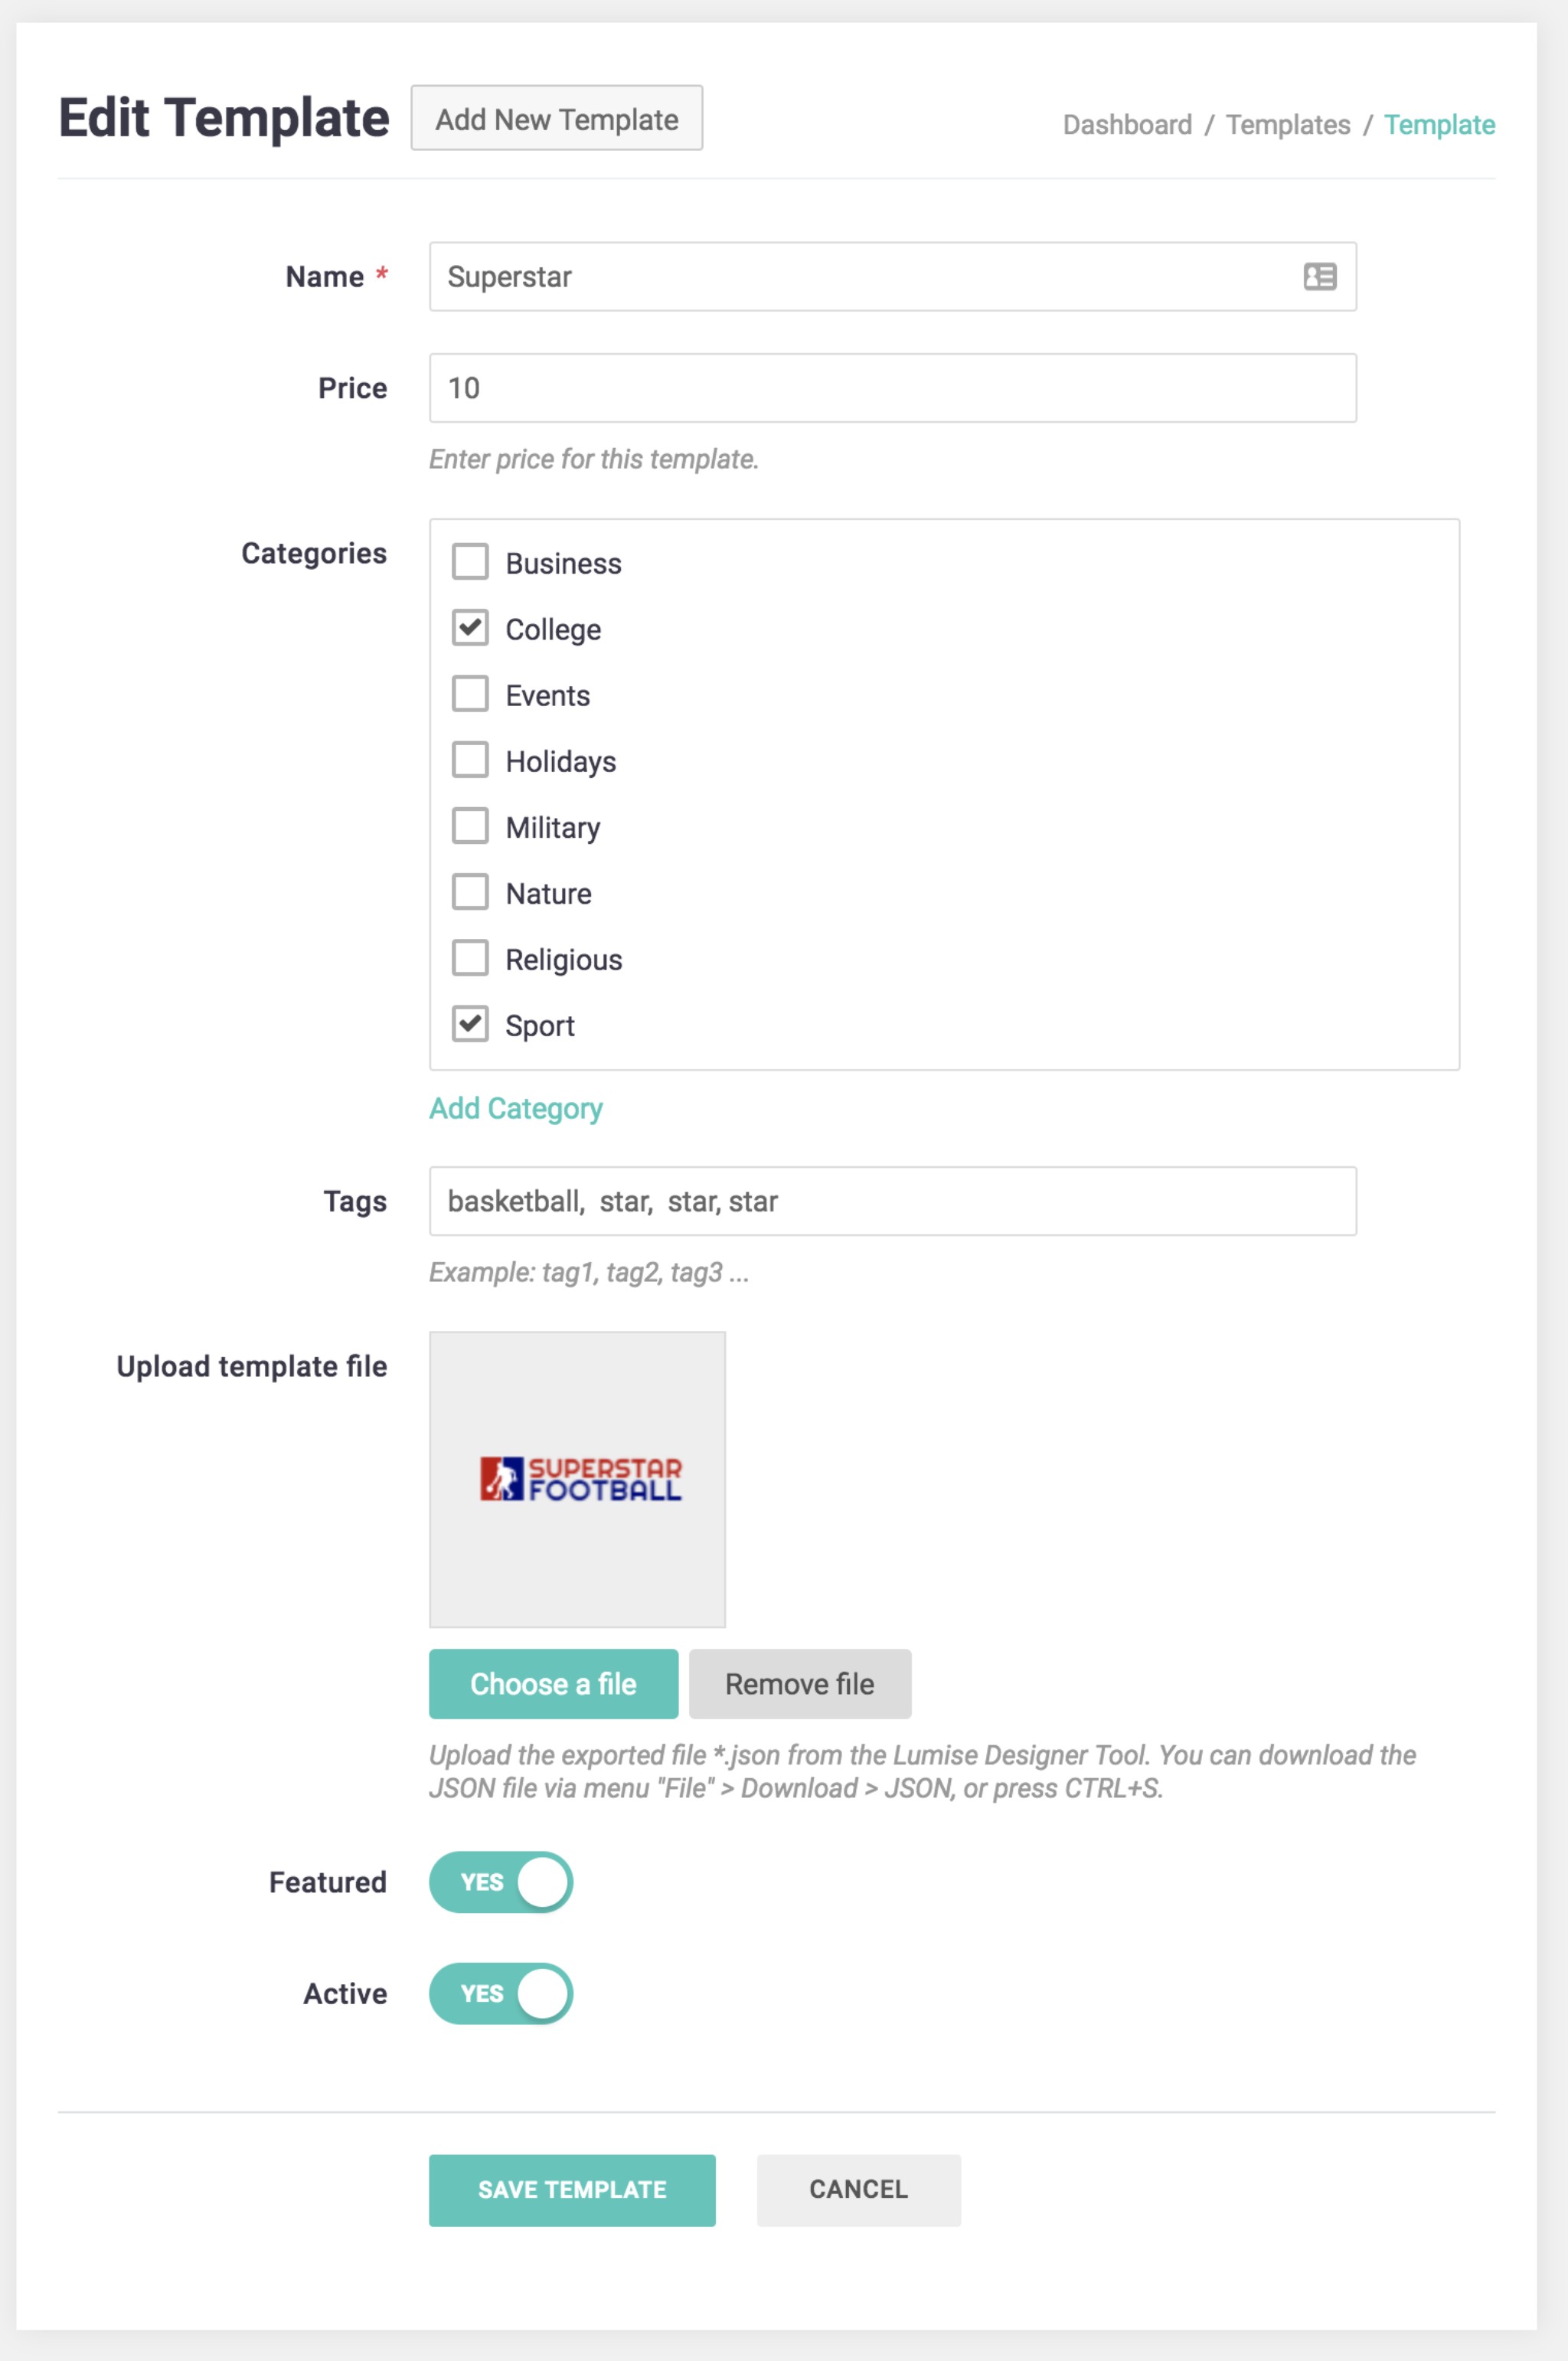 Edit Template Add New Template Dashboard / Templates / Template
Name * Superstar
Price 10
Enter price for this template.
Categories
Business
College
Events
Holidays
Military
Nature
Religious
Sport
Add Category
Tags basketball,  star,  star, star
Example: tag1, tag2, tag3 ...
Upload template file
SUPERSTAR
FOOTBALL
Choose a file Remove file
Upload the exported file *.json from the Lumise Designer Tool. You can download the
JSON file via menu "File" > Download > JSON, or press CTRL+S.
Featured YES
Active YES
SAVE TEMPLATE CANCEL